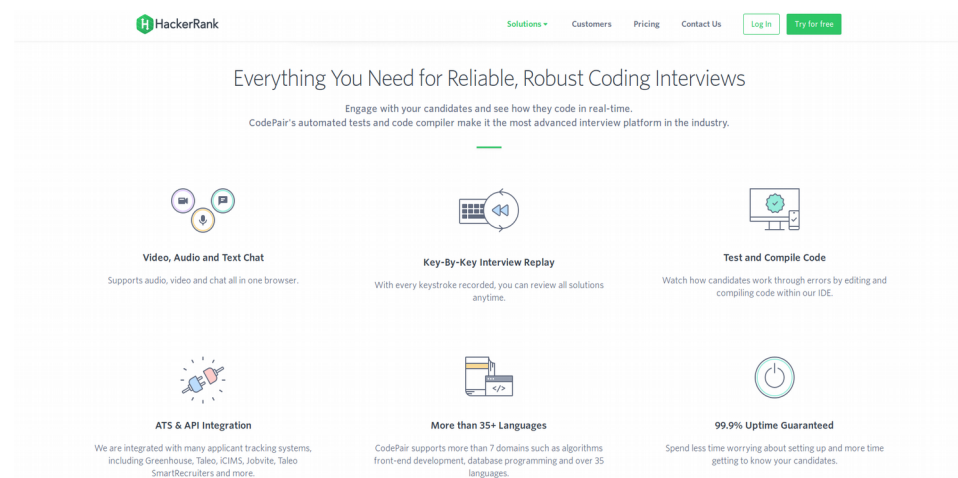 HackerRank
Solutions
Customers
Pricing
Contact Us
Log In
Try for free
Everything You Need for Reliable, Robust Coding Interviews
Engage with your candidates and see how they code in real-time.
CodePair's automated tests and code compiler make it the most advanced interview platform in the industry.
Video, Audio and Text Chat
Supports audio, video and chat all in one browser.
Key-By-Key Interview Replay
With every keystroke recorded, you can review all solutions
anytime.
Test and Compile Code
Watch how candidates work through errors by editing and
compiling code within our IDE.
ATS & API Integration
We are integrated with many applicant tracking systems,
including Greenhouse, Taleo, iCIMS, Jobvite, Taleo
SmartRecruiters and more.
</>
More than 35+ Languages
CodePair supports more than 7 domains such as algorithms
front-end development, database programming and over 35
languages.
99.9% Uptime Guaranteed
Spend less time worrying about setting up and more time
getting to know your candidates.